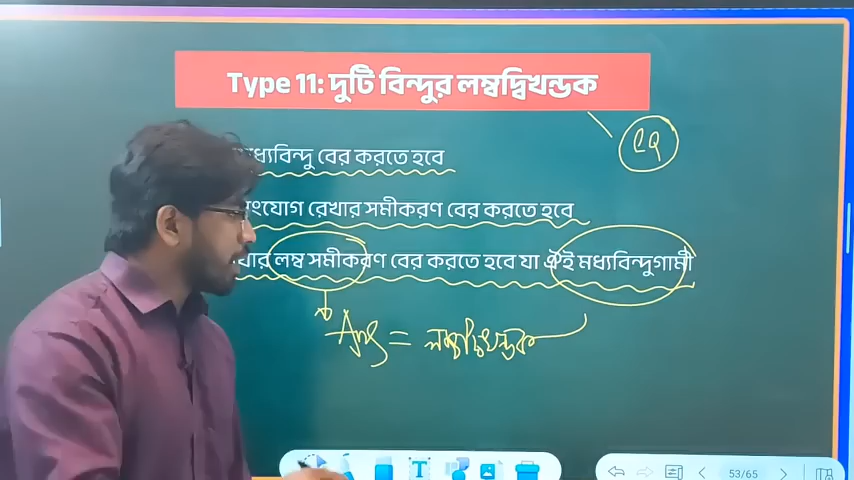 Type 11: দুটি বিন্দুর লম্বদ্বিখন্ডক
মধ্যবিন্দু বের করতে হবে
সংযোগ রেখার সমীকরণ বের করতে হবে
লম্ব সমীকরণ বের করতে হবে যা ঐই মধ্যবিন্দুগামী
Ans = লম্বদ্বিখন্ডক
53/65